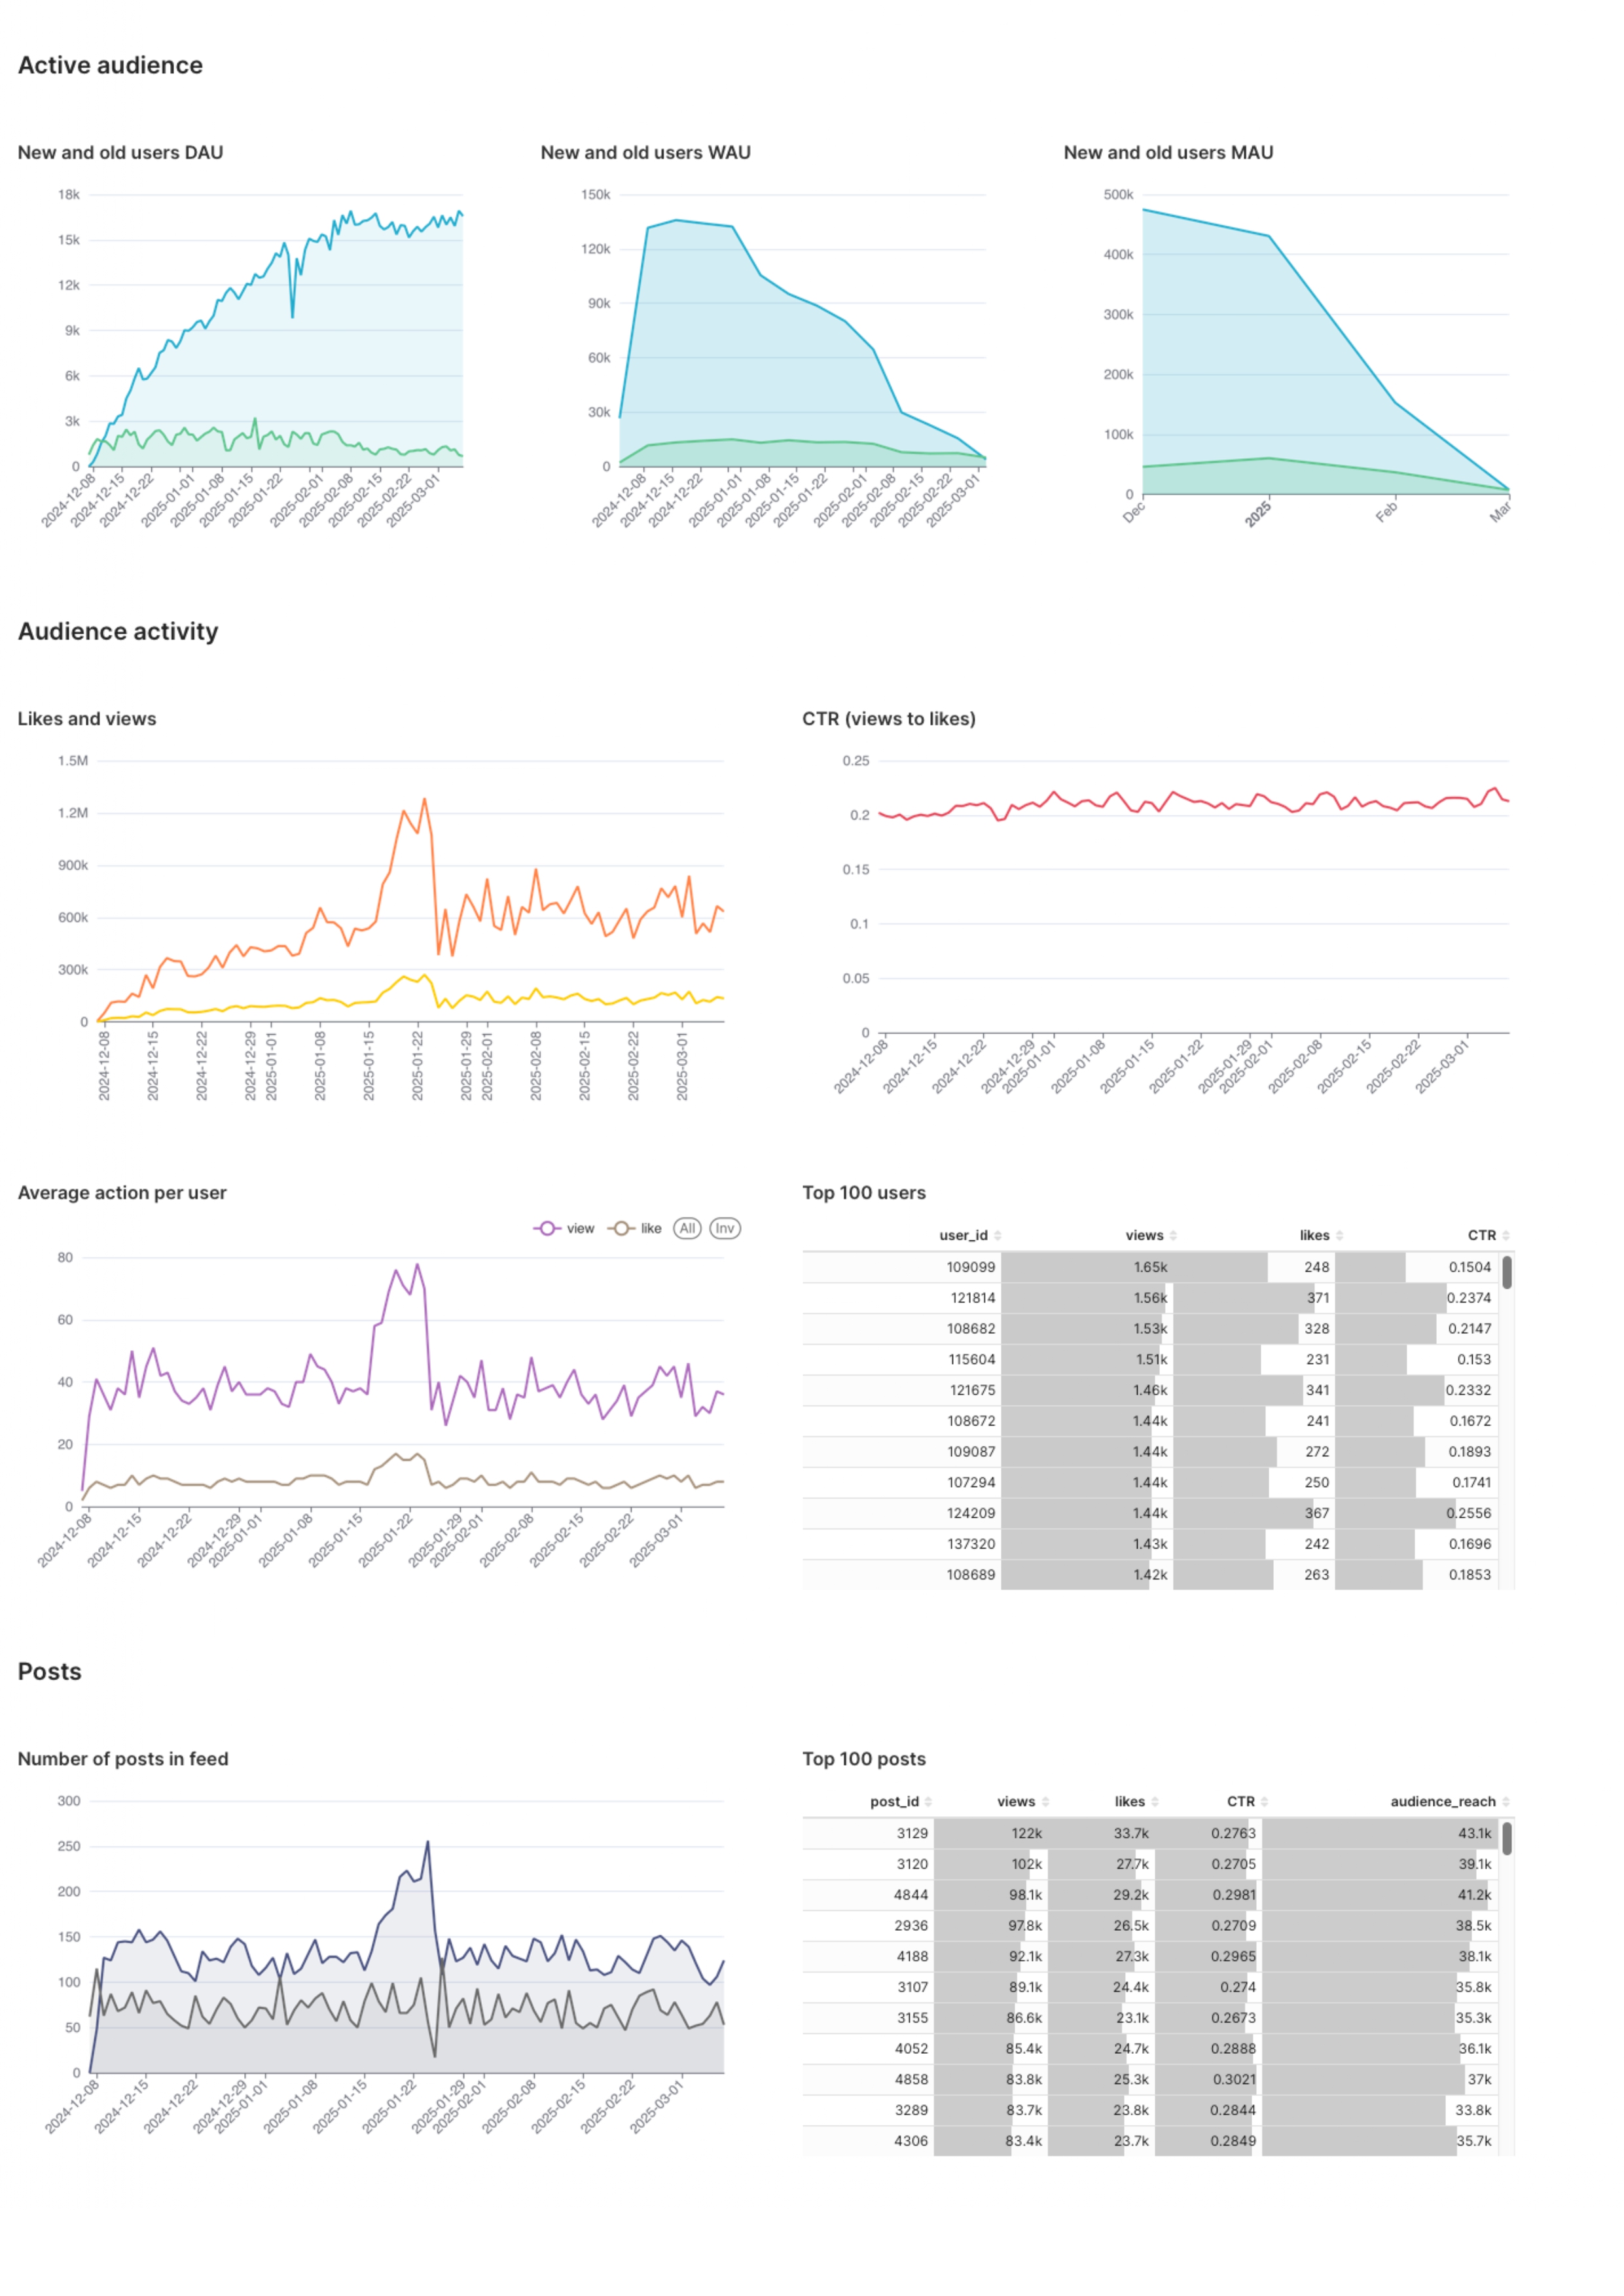 Active audience
New and old users DAU
New and old users WAU
New and old users MAU
18k
15k
12k
9k
6k
3k
0
2024-12-08
2024-12-15
2024-12-22
2025-01-01
2025-01-08
2025-01-15
2025-01-22
2025-02-01
2025-02-08
2025-02-15
2025-02-22
2025-03-01
150k
120k
90k
60k
30k
0
2024-12-08
2024-12-15
2024-12-22
2025-01-01
2025-01-08
2025-01-15
2025-01-22
2025-02-01
2025-02-08
2025-02-15
2025-02-22
2025-03-01
500k
400k
300k
200k
100k
0
Dec
2025
Feb
Mar
Audience activity
Likes and views
CTR (views to likes)
1.5M
1.2M
900k
600k
300k
0
2024-12-08
2024-12-15
2024-12-22
2024-12-29
2025-01-01
2025-01-08
2025-01-15
2025-01-22
2025-01-29
2025-02-01
2025-02-08
2025-02-15
2025-02-22
2025-03-01
0.25
0.2
0.15
0.1
0.05
0
2024-12-08
2024-12-15
2024-12-22
2024-12-29
2025-01-01
2025-01-08
2025-01-15
2025-01-22
2025-01-29
2025-02-01
2025-02-08
2025-02-15
2025-02-22
2025-03-01
Average action per user
view like All Inv
80
60
40
20
0
2024-12-08
2024-12-15
2024-12-22
2024-12-29
2025-01-01
2025-01-08
2025-01-15
2025-01-22
2025-01-29
2025-02-01
2025-02-08
2025-02-15
2025-02-22
2025-03-01
Top 100 users
user_id views likes CTR
109099 1.65k 248 0.1504
121814 1.56k 371 0.2374
108682 1.53k 328 0.2147
115604 1.51k 231 0.153
121675 1.46k 341 0.2332
108672 1.44k 241 0.1672
109087 1.44k 272 0.1893
107294 1.44k 250 0.1741
124209 1.44k 367 0.2556
137320 1.43k 242 0.1696
108689 1.42k 263 0.1853
Posts
Number of posts in feed
300
250
200
150
100
50
0
2024-12-08
2024-12-15
2024-12-22
2024-12-29
2025-01-01
2025-01-08
2025-01-15
2025-01-22
2025-01-29
2025-02-01
2025-02-08
2025-02-15
2025-02-22
2025-03-01
Top 100 posts
post_id views likes CTR audience_reach
3129 122k 33.7k 0.2763 43.1k
3120 102k 27.7k 0.2705 39.1k
4844 98.1k 29.2k 0.2981 41.2k
2936 97.8k 26.5k 0.2709 38.5k
4188 92.1k 27.3k 0.2965 38.1k
3107 89.1k 24.4k 0.274 35.8k
3155 86.6k 23.1k 0.2673 35.3k
4052 85.4k 24.7k 0.2888 36.1k
4858 83.8k 25.3k 0.3021 37k
3289 83.7k 23.8k 0.2844 33.8k
4306 83.4k 23.7k 0.2849 35.7k